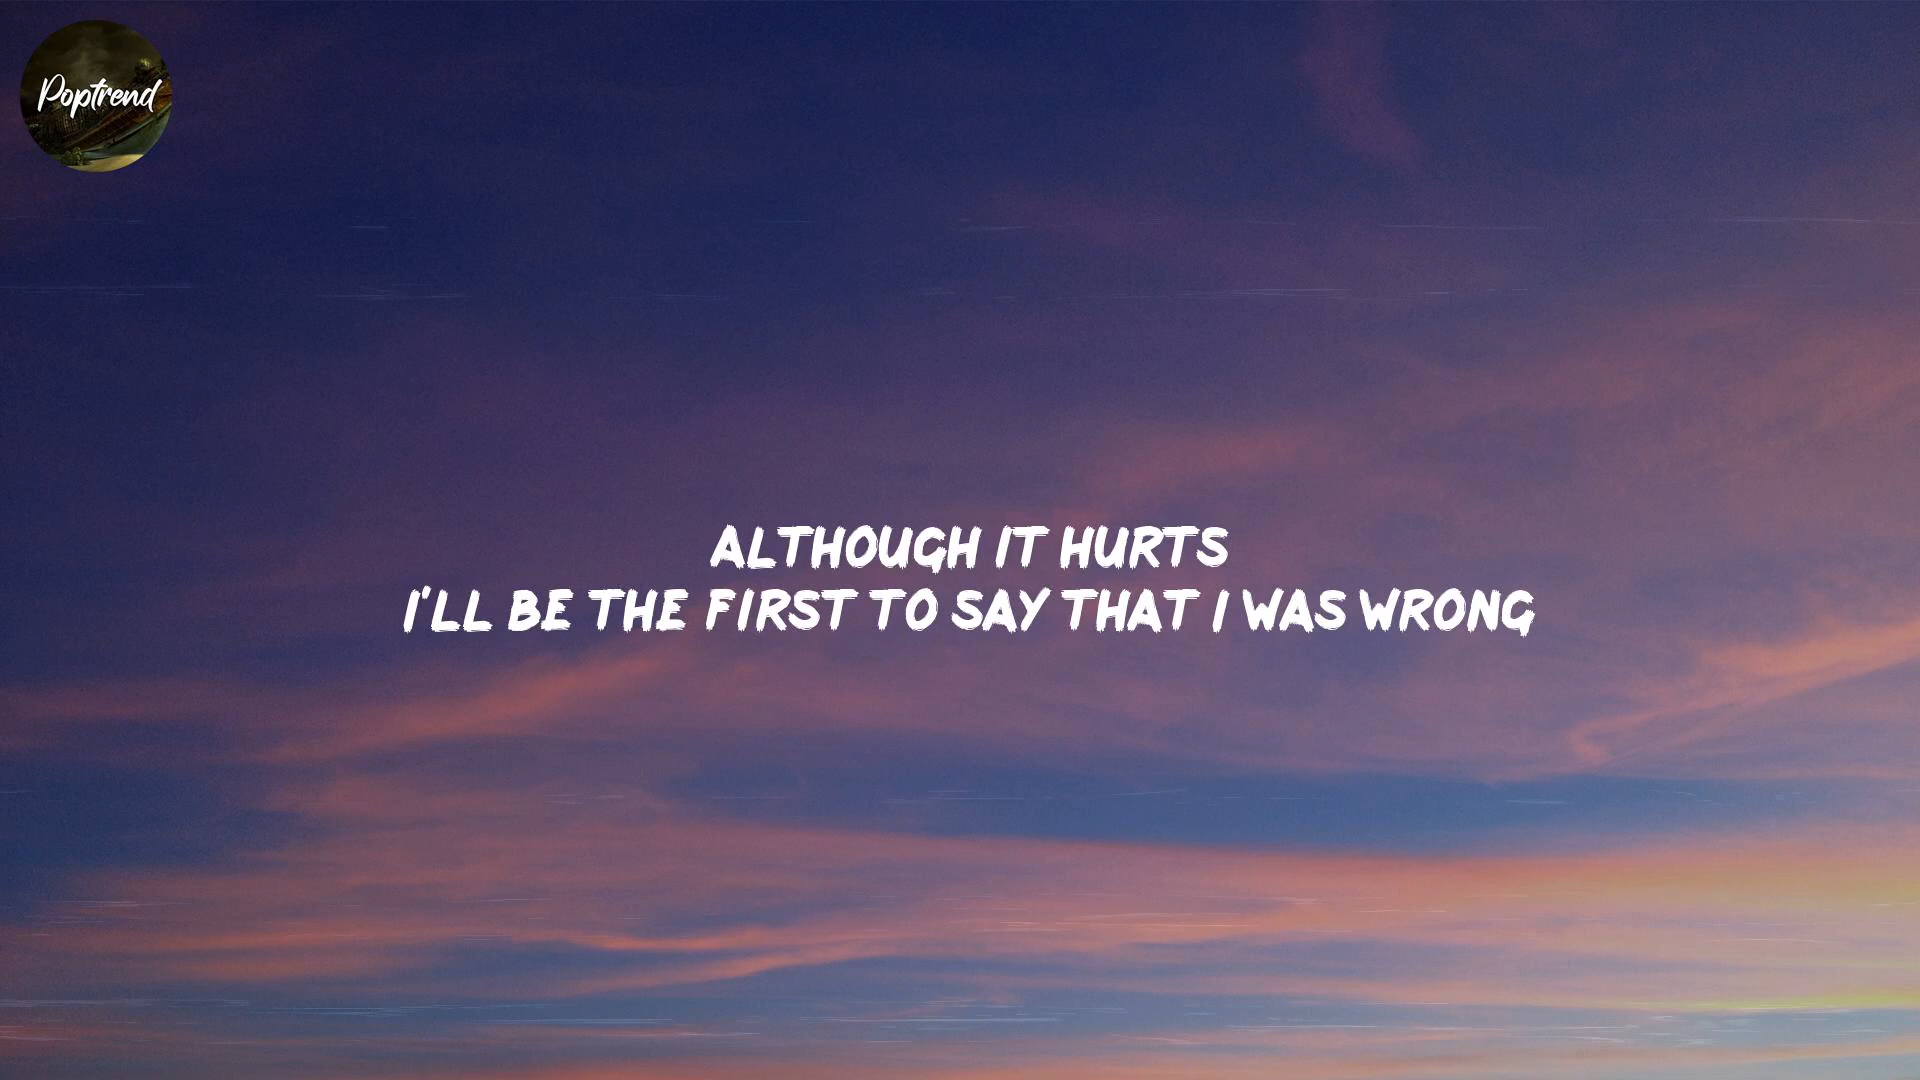 Poptrend
ALTHOUGH IT HURTS
I'LL BE THE FIRST TO SAY THAT I WAS WRONG